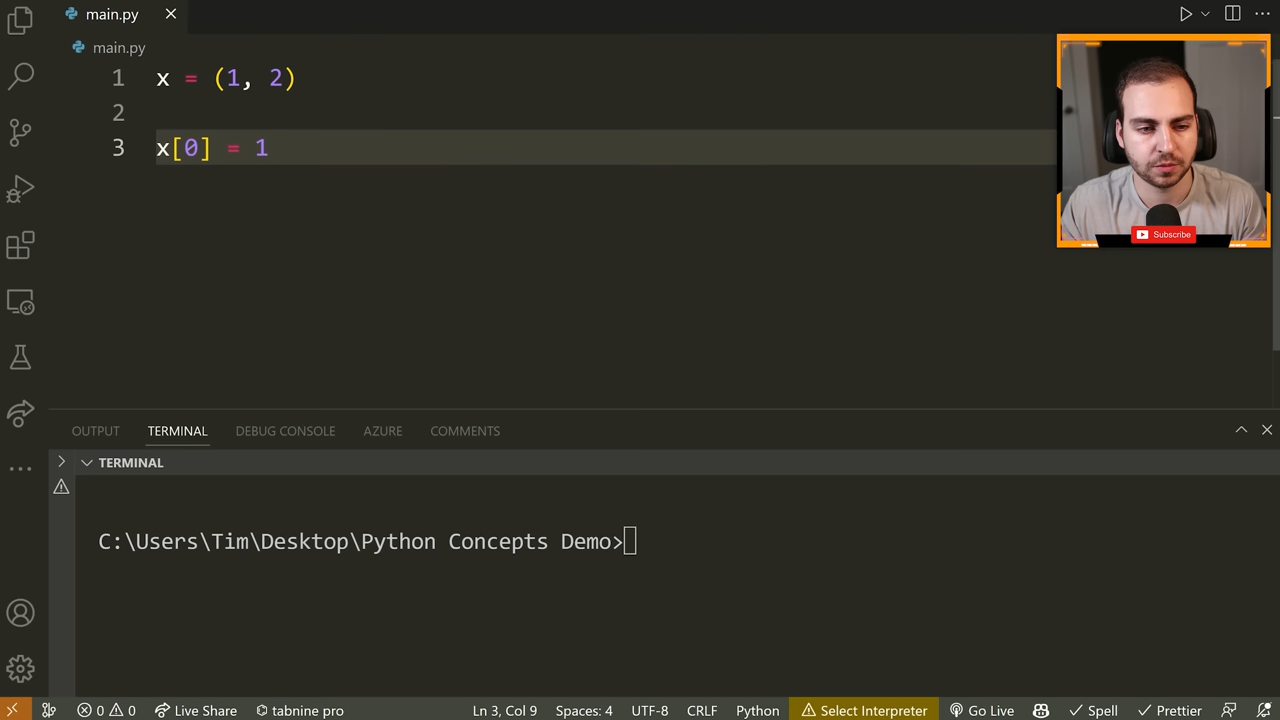 main.py
main.py
1 x = (1, 2)
2
3 x[0] = 1
Subscribe
OUTPUT TERMINAL DEBUG CONSOLE AZURE COMMENTS
TERMINAL
C:\Users\Tim\Desktop\Python Concepts Demo>
0 0 Live Share tabnine pro Ln 3, Col 9 Spaces: 4 UTF-8 CRLF Python Select Interpreter Go Live Spell Prettier